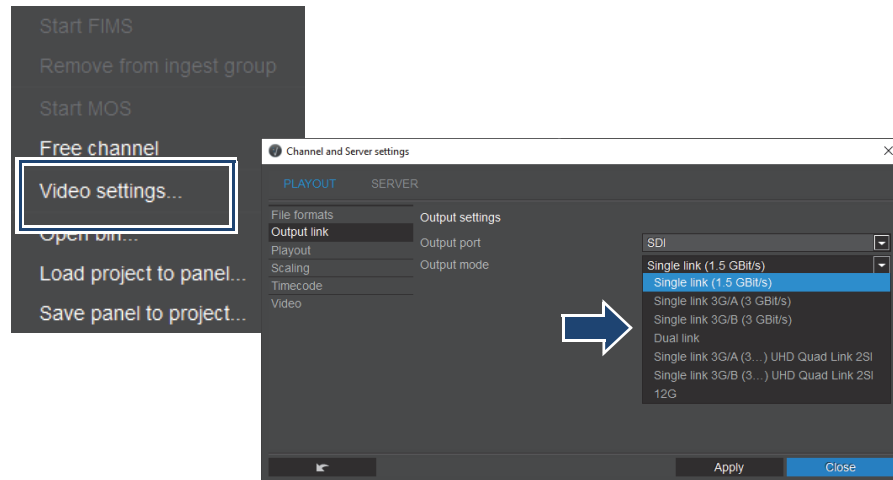 Start FIMS
Remove from ingest group
Start MOS
Free channel
Video settings...
Open bin...
Load project to panel...
Save panel to project...
Channel and Server settings
PLAYOUT SERVER
File formats
Output link
Playout
Scaling
Timecode
Video
Output settings
Output port SDI
Output mode Single link (1.5 GBit/s)
Single link (1.5 GBit/s)
Single link 3G/A (3 GBit/s)
Single link 3G/B (3 GBit/s)
Dual link
Single link 3G/A (3...) UHD Quad Link 2SI
Single link 3G/B (3...) UHD Quad Link 2SI
12G
Apply Close